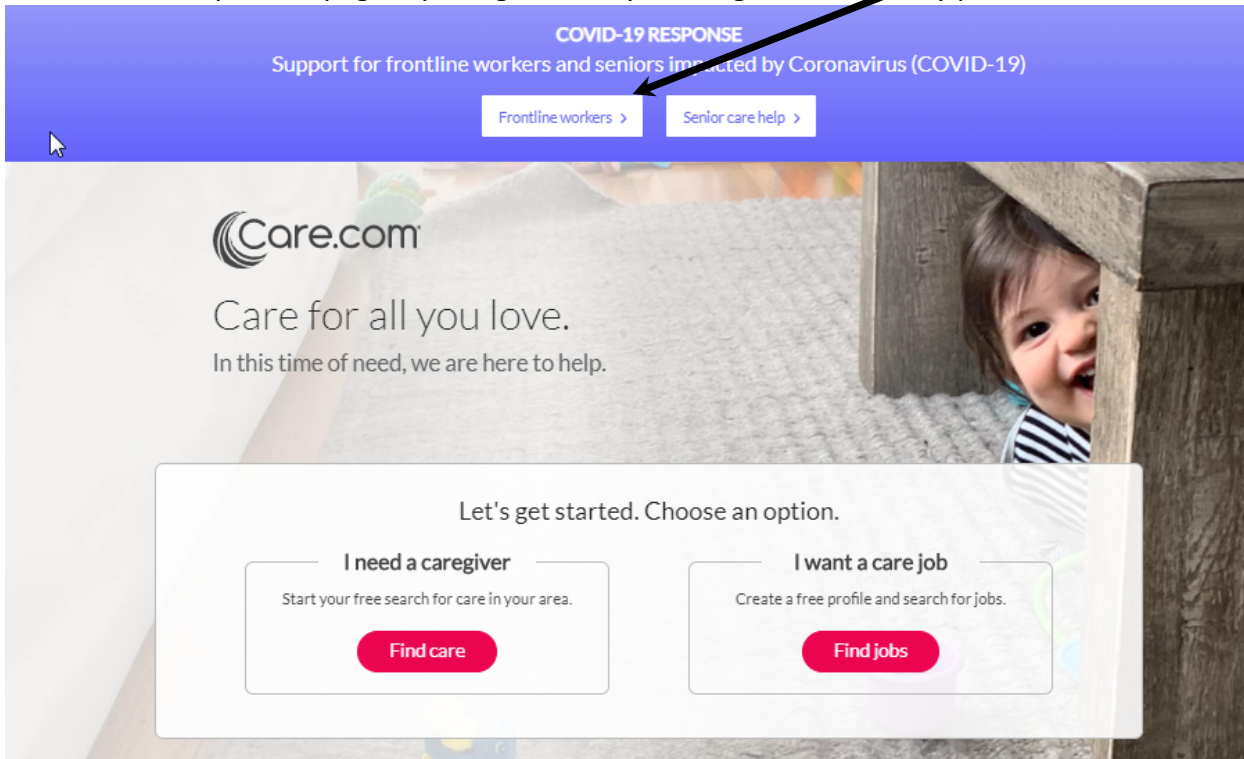 COVID-19 RESPONSE
Support for frontline workers and seniors impacted by Coronavirus (COVID-19)
Frontline workers >
Senior care help >
Care.com
Care for all you love.
In this time of need, we are here to help.
Let's get started. Choose an option.
I need a caregiver
Start your free search for care in your area.
Find care
I want a care job
Create a free profile and search for jobs.
Find jobs